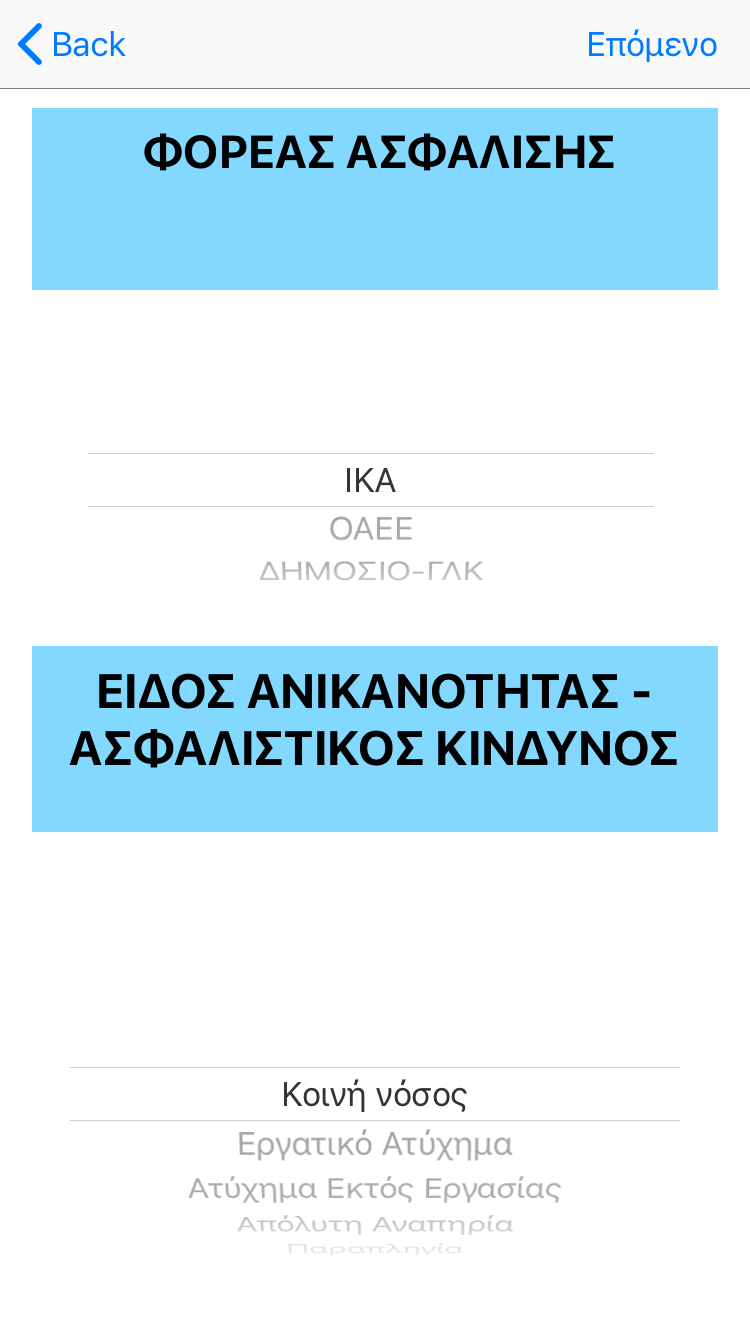 Back
Επόμενο
ΦΟΡΕΑΣ ΑΣΦΑΛΙΣΗΣ
ΙΚΑ
ΟΑΕΕ
ΔΗΜΟΣΙΟ-ΓΛΚ
ΕΙΔΟΣ ΑΝΙΚΑΝΟΤΗΤΑΣ -
ΑΣΦΑΛΙΣΤΙΚΟΣ ΚΙΝΔΥΝΟΣ
Κοινή νόσος
Εργατικό Ατύχημα
Ατύχημα Εκτός Εργασίας
Απόλυτη Αναπηρία
Παραπληγία